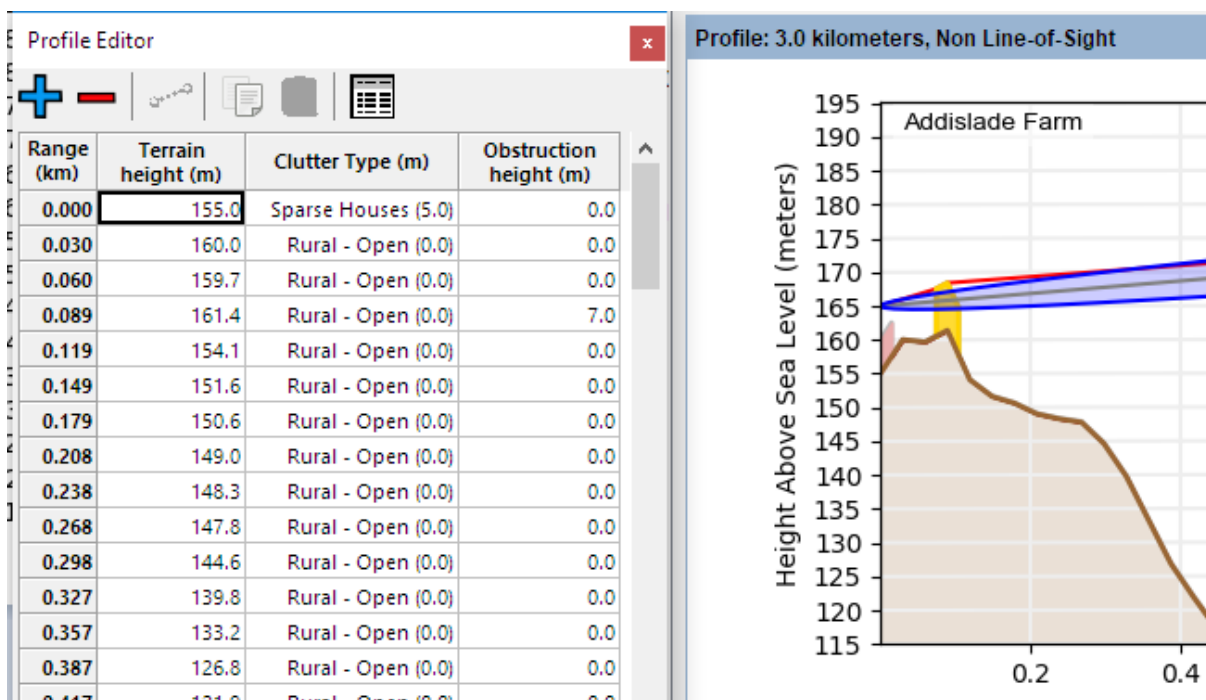 Profile Editor
x
Range (km) Terrain height (m) Clutter Type (m) Obstruction height (m)
0.000 155.0 Sparse Houses (5.0) 0.0
0.030 160.0 Rural - Open (0.0) 0.0
0.060 159.7 Rural - Open (0.0) 0.0
0.089 161.4 Rural - Open (0.0) 7.0
0.119 154.1 Rural - Open (0.0) 0.0
0.149 151.6 Rural - Open (0.0) 0.0
0.179 150.6 Rural - Open (0.0) 0.0
0.208 149.0 Rural - Open (0.0) 0.0
0.238 148.3 Rural - Open (0.0) 0.0
0.268 147.8 Rural - Open (0.0) 0.0
0.298 144.6 Rural - Open (0.0) 0.0
0.327 139.8 Rural - Open (0.0) 0.0
0.357 133.2 Rural - Open (0.0) 0.0
0.387 126.8 Rural - Open (0.0) 0.0
Profile: 3.0 kilometers, Non Line-of-Sight
Addislade Farm
Height Above Sea Level (meters)
195
190
185
180
175
170
165
160
155
150
145
140
135
130
125
120
115
0.2 0.4